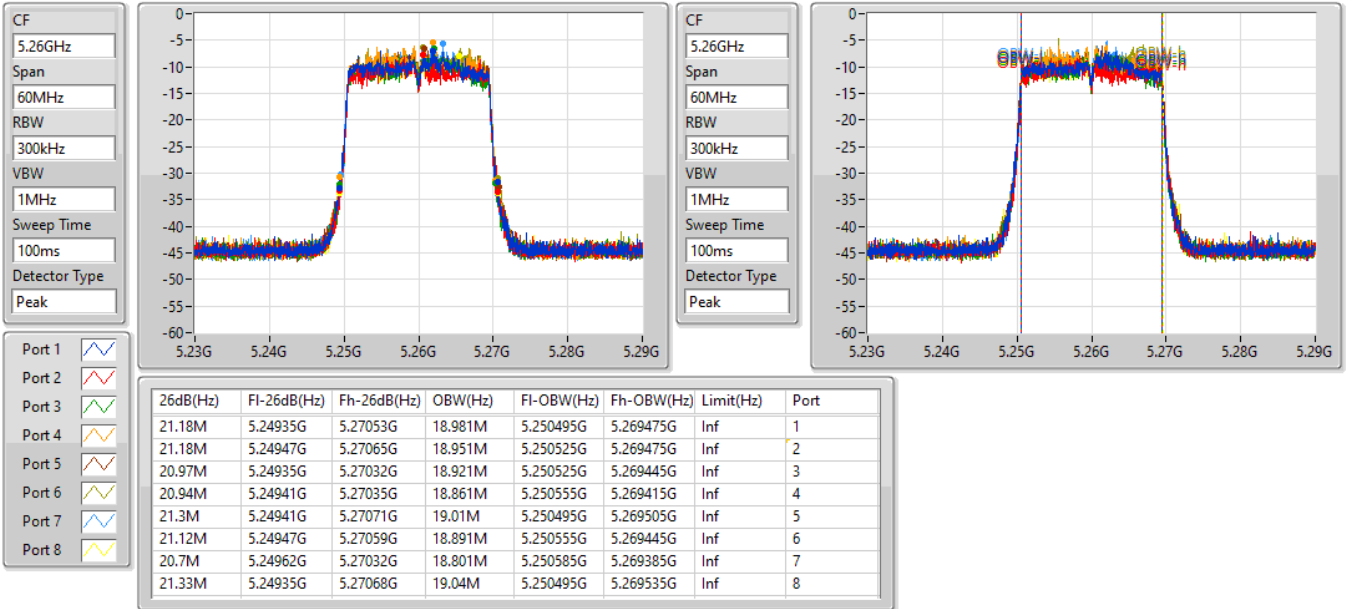 CF
5.26GHz
Span
60MHz
RBW
300kHz
VBW
1MHz
Sweep Time
100ms
Detector Type
Peak
0
-5
-10
-15
-20
-25
-30
-35
-40
-45
-50
-55
-60
5.23G 5.24G 5.25G 5.26G 5.27G 5.28G 5.29G
CF
5.26GHz
Span
60MHz
RBW
300kHz
VBW
1MHz
Sweep Time
100ms
Detector Type
Peak
0
-5
-10
-15
-20
-25
-30
-35
-40
-45
-50
-55
-60
5.23G 5.24G 5.25G 5.26G 5.27G 5.28G 5.29G
Port 1
Port 2
Port 3
Port 4
Port 5
Port 6
Port 7
Port 8
26dB(Hz) Fl-26dB(Hz) Fh-26dB(Hz) OBW(Hz) Fl-OBW(Hz) Fh-OBW(Hz) Limit(Hz) Port
21.18M 5.24935G 5.27053G 18.981M 5.250495G 5.269475G Inf 1
21.18M 5.24947G 5.27065G 18.951M 5.250525G 5.269475G Inf 2
20.97M 5.24935G 5.27032G 18.921M 5.250525G 5.269445G Inf 3
20.94M 5.24941G 5.27035G 18.861M 5.250555G 5.269415G Inf 4
21.3M 5.24941G 5.27071G 19.01M 5.250495G 5.269505G Inf 5
21.12M 5.24947G 5.27059G 18.891M 5.250555G 5.269445G Inf 6
20.7M 5.24962G 5.27032G 18.801M 5.250585G 5.269385G Inf 7
21.33M 5.24935G 5.27068G 19.04M 5.250495G 5.269535G Inf 8